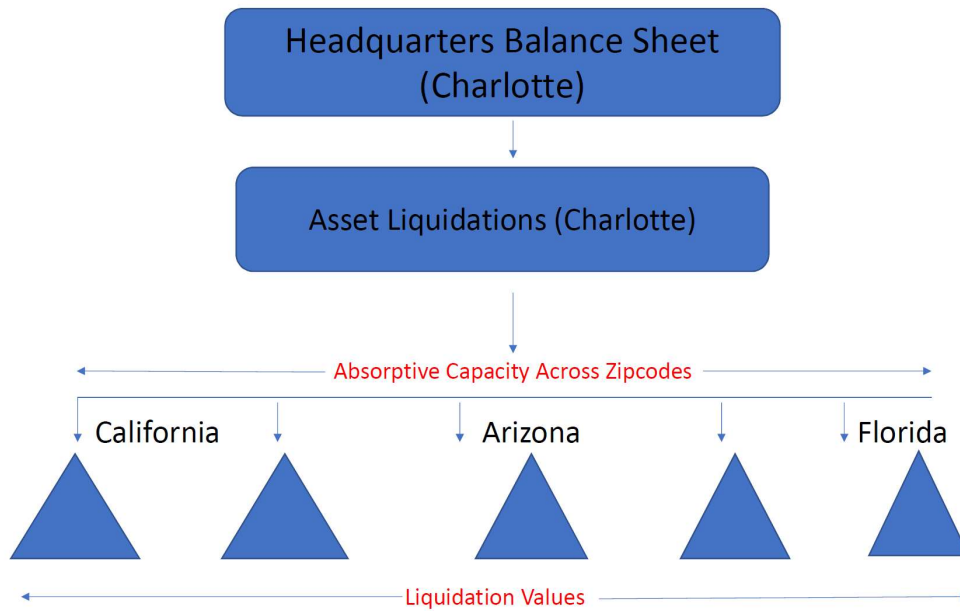 Headquarters Balance Sheet
(Charlotte)
Asset Liquidations (Charlotte)
Absorptive Capacity Across Zipcodes
California
Arizona
Florida
Liquidation Values